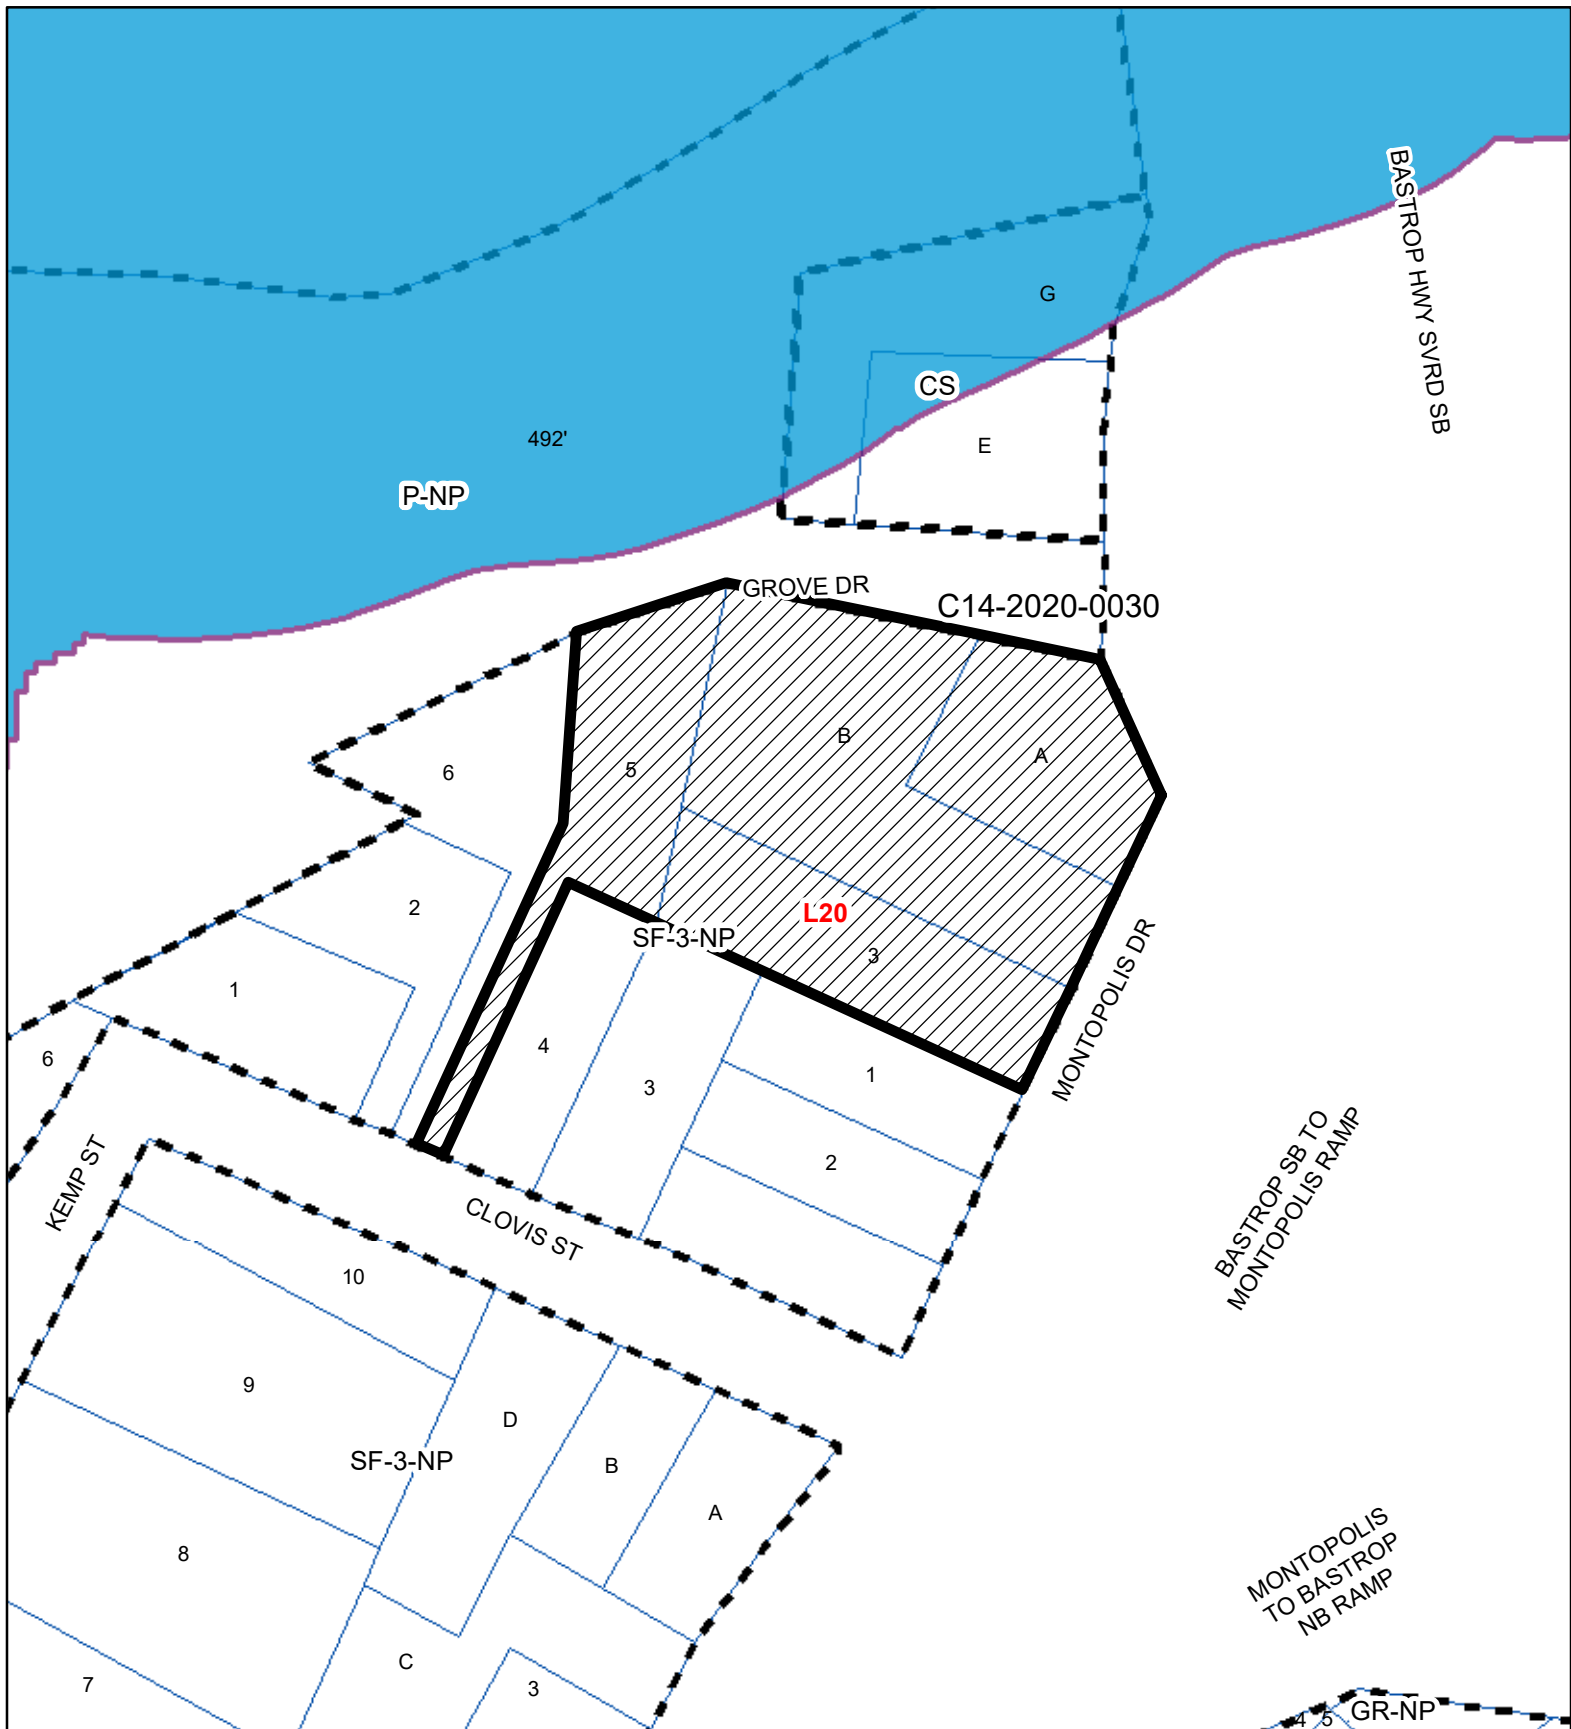 BASTROP HWY SVRD SB
G
CS
492'
E
P-NP
GROVE DR
C14-2020-0030
B
A
5
6
2
L20
SF-3-NP
3
1
4
6
3
1
MONTOPOLIS DR
2
KEMP ST
CLOVIS ST
BASTROP SB TO
MONTOPOLIS RAMP
10
9
D
SF-3-NP
B
A
8
MONTOPOLIS
TO BASTROP
NB RAMP
C
7
3
4
5
GR-NP